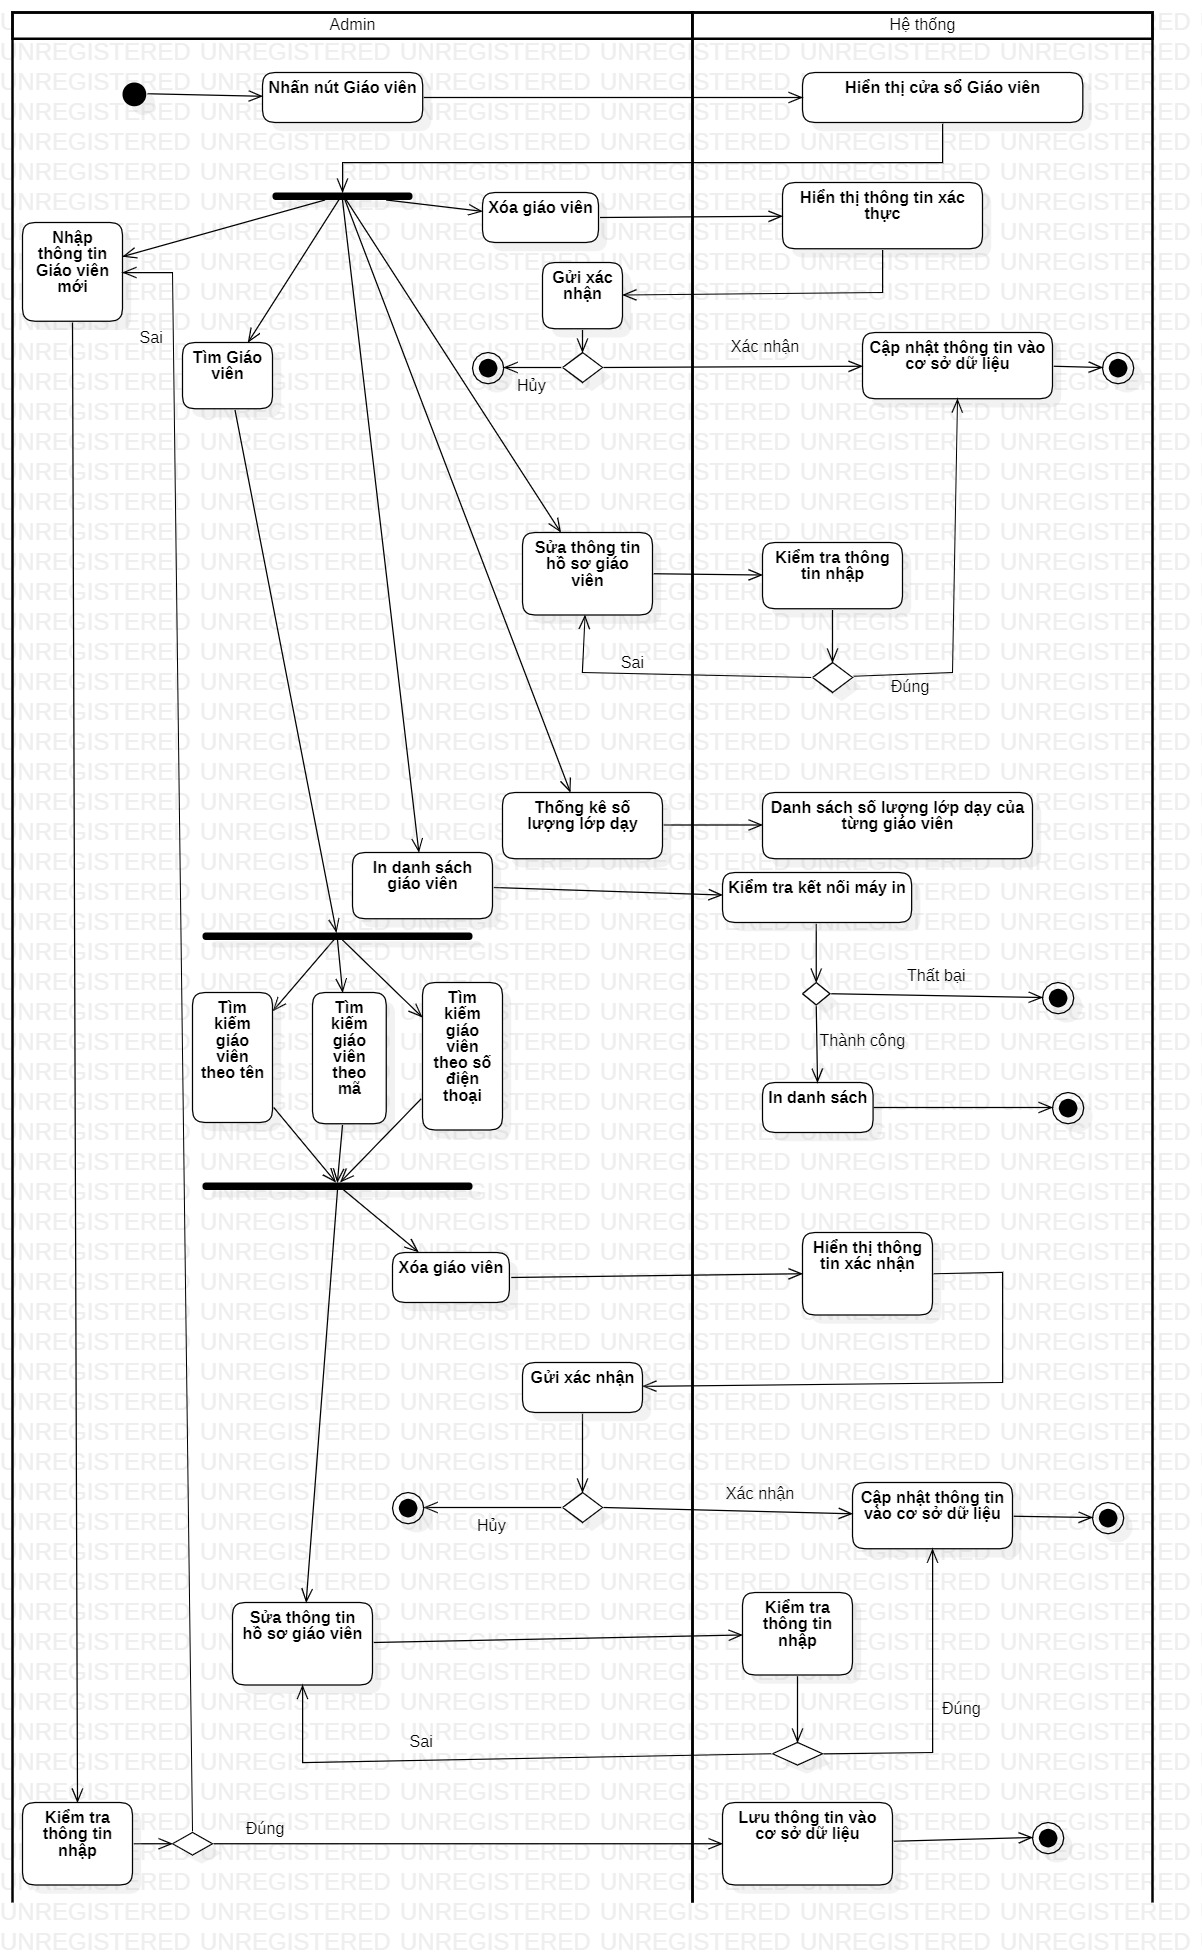 Admin
Hệ thống
Nhấn nút Giáo viên
Hiển thị cửa sổ Giáo viên
Xóa giáo viên
Hiển thị thông tin xác
thực
Nhập
thông tin
Giáo viên
mới
Gửi xác
nhận
Sai
Tìm Giáo
viên
Xác nhận
Hủy
Cập nhật thông tin vào
cơ sở dữ liệu
Sửa thông tin
hồ sơ giáo
viên
Kiểm tra thông
tin nhập
Sai
Đúng
Thống kê số
lượng lớp dạy
Danh sách số lượng lớp dạy của
từng giáo viên
In danh sách
giáo viên
Kiểm tra kết nối máy in
Thất bại
Tìm
kiếm
giáo
viên
theo tên
Tìm
kiếm
giáo
viên
theo
mã
Tìm
kiếm
giáo
viên
theo số
điện
thoại
Thành công
In danh sách
Xóa giáo viên
Hiển thị thông
tin xác nhận
Gửi xác nhận
Xác nhận
Hủy
Cập nhật thông tin
vào cơ sở dữ liệu
Sửa thông tin
hồ sơ giáo viên
Kiểm tra
thông tin
nhập
Sai
Đúng
Kiểm tra
thông tin
nhập
Đúng
Lưu thông tin vào
cơ sở dữ liệu
UNREGISTERED